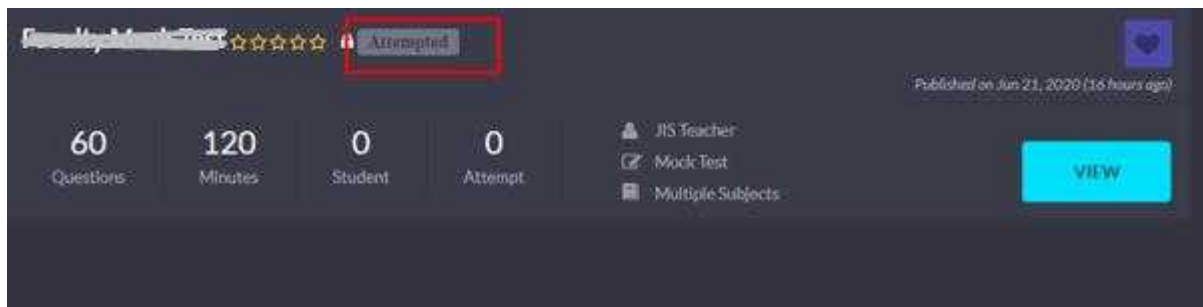 Attempted
Published on Jun 21, 2020 (16 hours ago)
60
Questions
120
Minutes
0
Student
0
Attempt
JIS Teacher
Mock Test
Multiple Subjects
VIEW